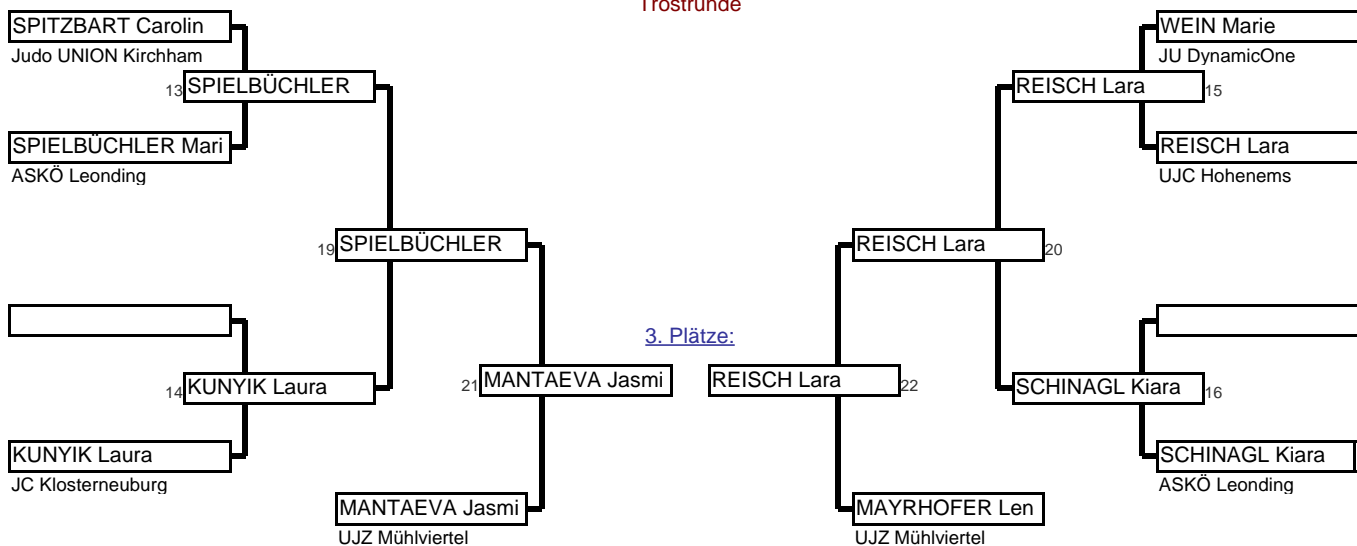 Trostrunde
SPITZBART Carolin
Judo UNION Kirchham
13 SPIELBÜCHLER
SPIELBÜCHLER Mari
ASKÖ Leonding
19 SPIELBÜCHLER
14 KUNYIK Laura
KUNYIK Laura
JC Klosterneuburg
21 MANTAEVA Jasmi
MANTAEVA Jasmi
UJZ Mühlviertel
3. Plätze:
WEIN Marie
JU DynamicOne
REISCH Lara 15
REISCH Lara
UJC Hohenems
REISCH Lara 20
REISCH Lara 22
SCHINAGL Kiara 16
SCHINAGL Kiara
ASKÖ Leonding
MAYRHOFER Len
UJZ Mühlviertel